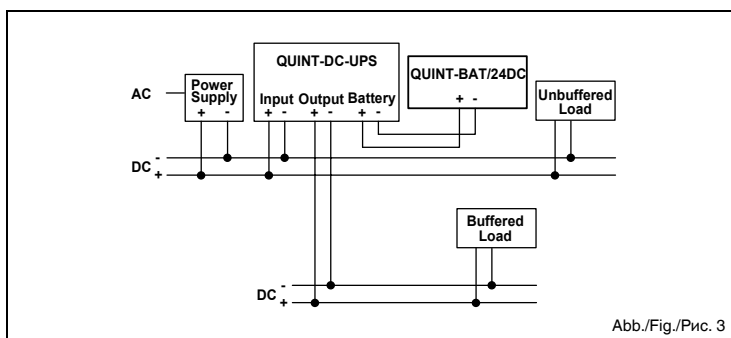 QUINT-DC-UPS
QUINT-BAT/24DC
AC
Power
Supply
+ -
Input Output Battery
+ - + - + -
+ -
Unbuffered
Load
DC -
+
Buffered
Load
DC -
+
Abb./Fig./Рис. 3